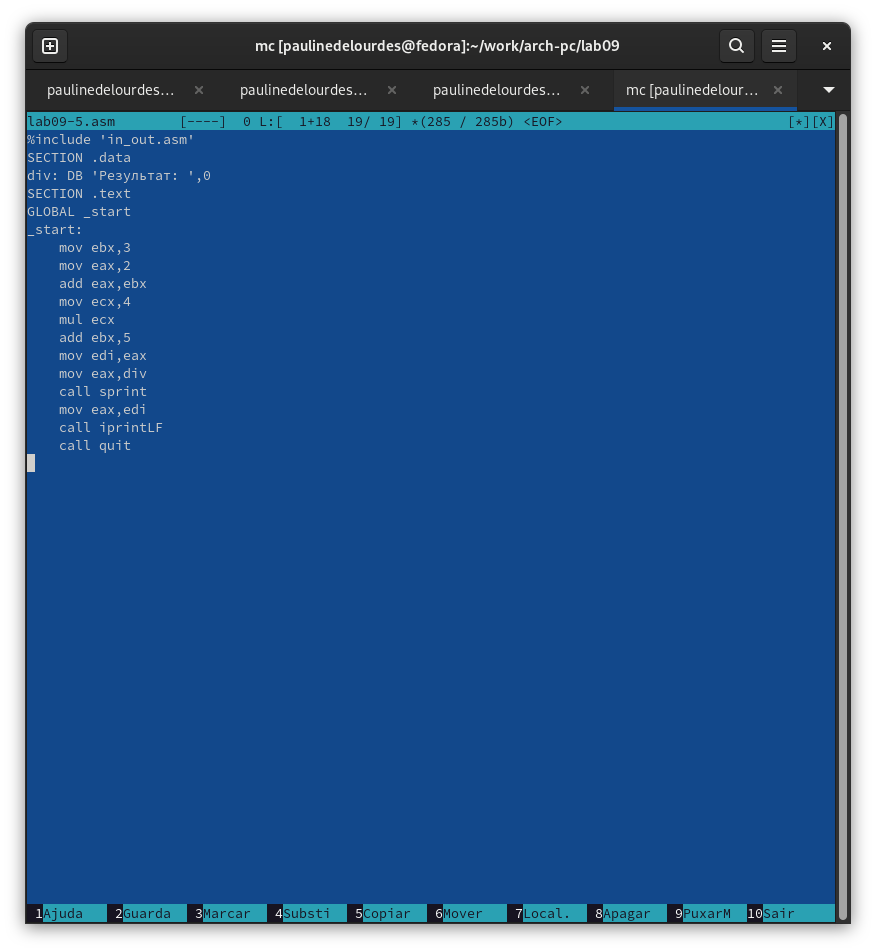 mc [paulinedelourdes@fedora]:~/work/arch-pc/lab09
paulinedelourdes… × paulinedelourdes… × paulinedelourdes… × mc [paulinedelour… ×
lab09-5.asm [----] 0 L:[ 1+18 19/ 19] *(285 / 285b) <EOF> [*][X]
%include 'in_out.asm'
SECTION .data
div: DB 'Результат: ',0
SECTION .text
GLOBAL _start
_start:
mov ebx,3
mov eax,2
add eax,ebx
mov ecx,4
mul ecx
add ebx,5
mov edi,eax
mov eax,div
call sprint
mov eax,edi
call iprintLF
call quit
1Ajuda 2Guarda 3Marcar 4Substi 5Copiar 6Mover 7Local. 8Apagar 9PuxarM 10Sair